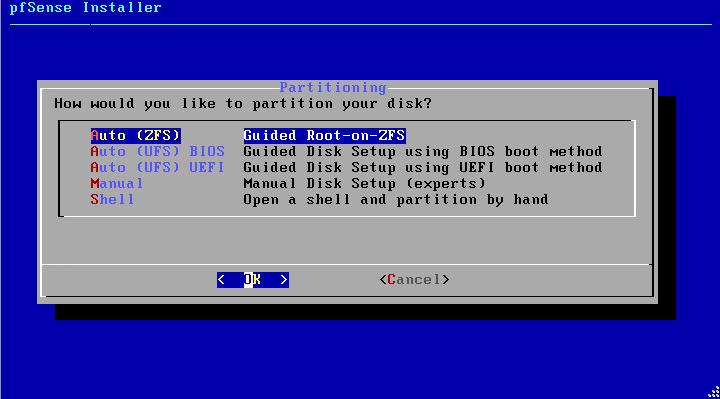 pfSense Installer
Partitioning
How would you like to partition your disk?
Auto (ZFS) Guided Root-on-ZFS
Auto (UFS) BIOS Guided Disk Setup using BIOS boot method
Auto (UFS) UEFI Guided Disk Setup using UEFI boot method
Manual Manual Disk Setup (experts)
Shell Open a shell and partition by hand
< OK > <Cancel>